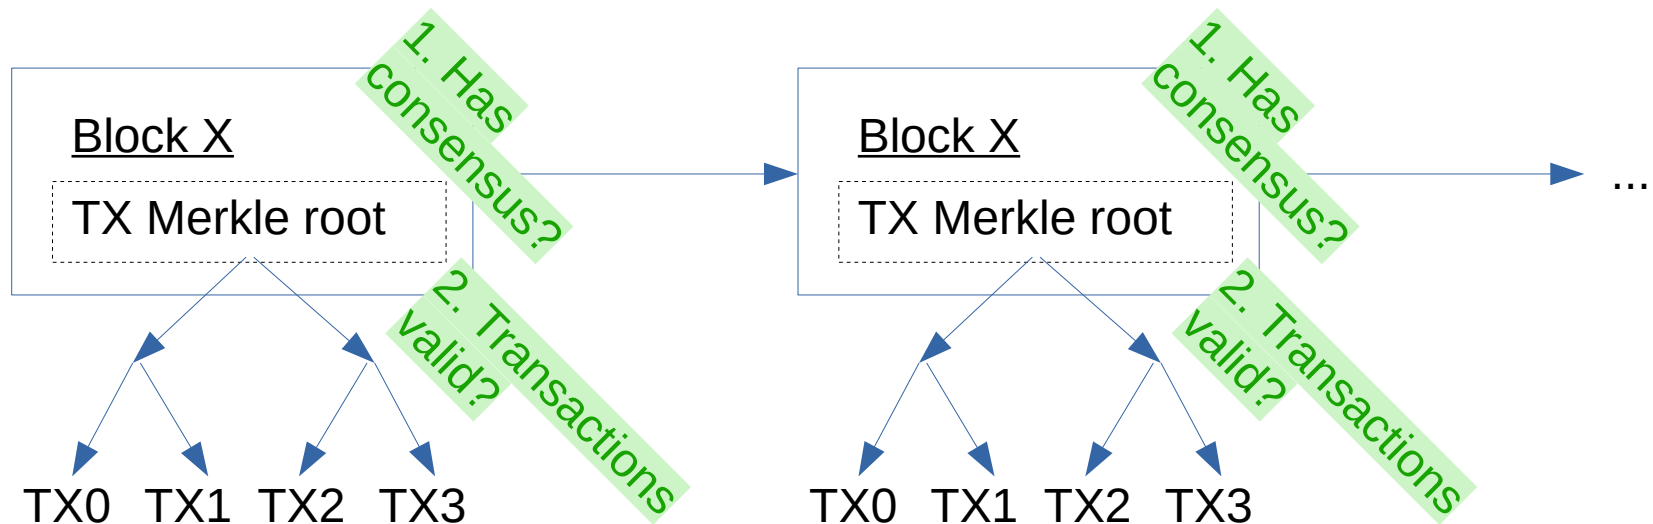 1. Has
consensus?
Block X
TX Merkle root
2. Transactions
valid?
TX0 TX1 TX2 TX3
1. Has
consensus?
Block X
TX Merkle root
2. Transactions
valid?
TX0 TX1 TX2 TX3
...